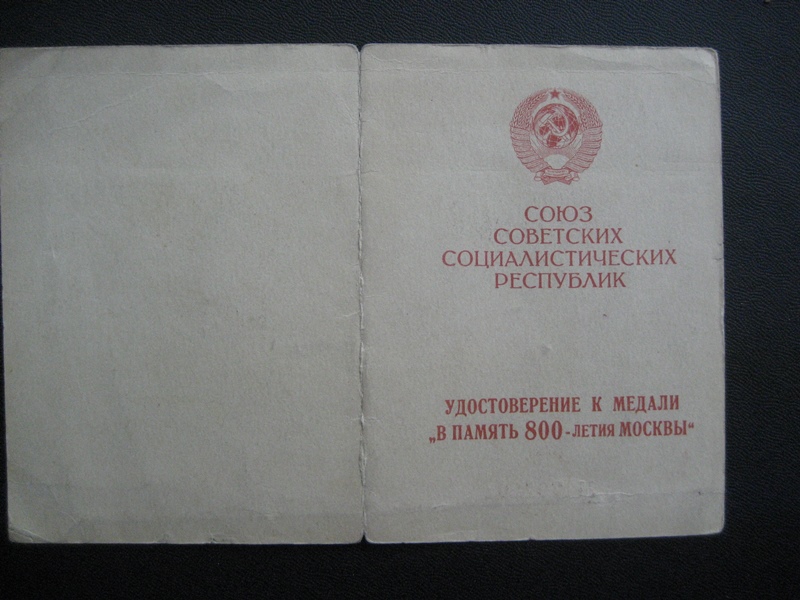 СОЮЗ
СОВЕТСКИХ
СОЦИАЛИСТИЧЕСКИХ
РЕСПУБЛИК
УДОСТОВЕРЕНИЕ К МЕДАЛИ
„В ПАМЯТЬ 800-ЛЕТИЯ МОСКВЫ“